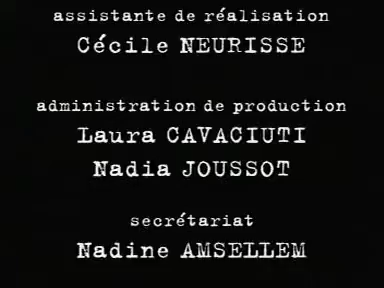 assistante de réalisation
Cécile NEURISSE
administration de production
Laura CAVACIUTI
Nadia JOUSSOT
secrétariat
Nadine AMSELLEM